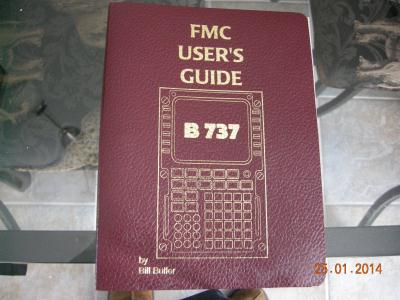 FMC
USER'S
GUIDE
B 737
by
Bill Bulfer
25.01.2014